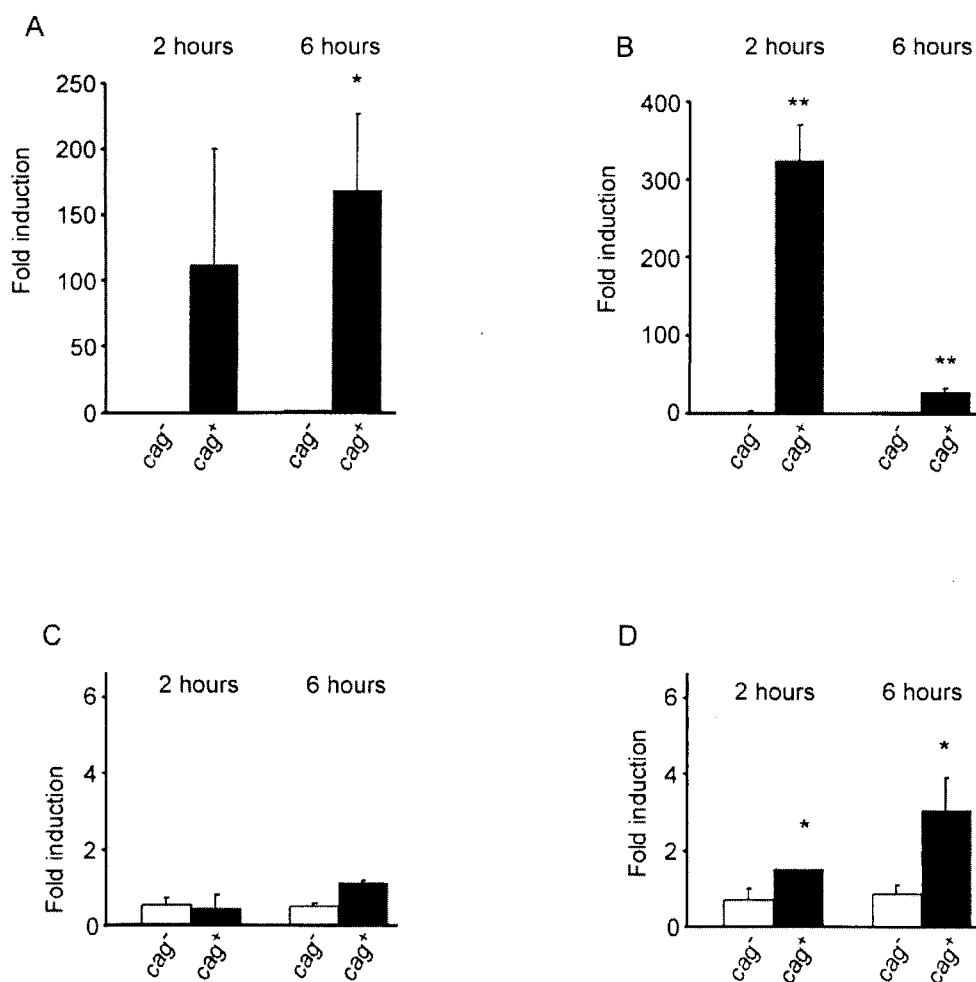 A
2 hours 6 hours
*
250
200
150
100
50
0
Fold induction
cag-
cag+
cag-
cag+
B
2 hours 6 hours
**
**
400
300
200
100
0
Fold induction
cag-
cag+
cag-
cag+
C
2 hours 6 hours
6
4
2
0
Fold induction
cag-
cag+
cag-
cag+
D
2 hours 6 hours
*
*
6
4
2
0
Fold induction
cag-
cag+
cag-
cag+